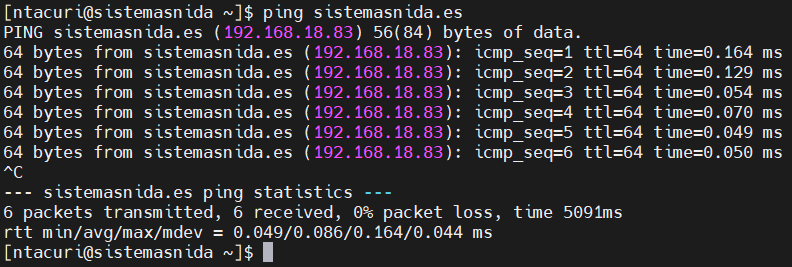 [ntacuri@sistemasnida ~]$ ping sistemasnida.es
PING sistemasnida.es (192.168.18.83) 56(84) bytes of data.
64 bytes from sistemasnida.es (192.168.18.83): icmp_seq=1 ttl=64 time=0.164 ms
64 bytes from sistemasnida.es (192.168.18.83): icmp_seq=2 ttl=64 time=0.129 ms
64 bytes from sistemasnida.es (192.168.18.83): icmp_seq=3 ttl=64 time=0.054 ms
64 bytes from sistemasnida.es (192.168.18.83): icmp_seq=4 ttl=64 time=0.070 ms
64 bytes from sistemasnida.es (192.168.18.83): icmp_seq=5 ttl=64 time=0.049 ms
64 bytes from sistemasnida.es (192.168.18.83): icmp_seq=6 ttl=64 time=0.050 ms
^C
--- sistemasnida.es ping statistics ---
6 packets transmitted, 6 received, 0% packet loss, time 5091ms
rtt min/avg/max/mdev = 0.049/0.086/0.164/0.044 ms
[ntacuri@sistemasnida ~]$